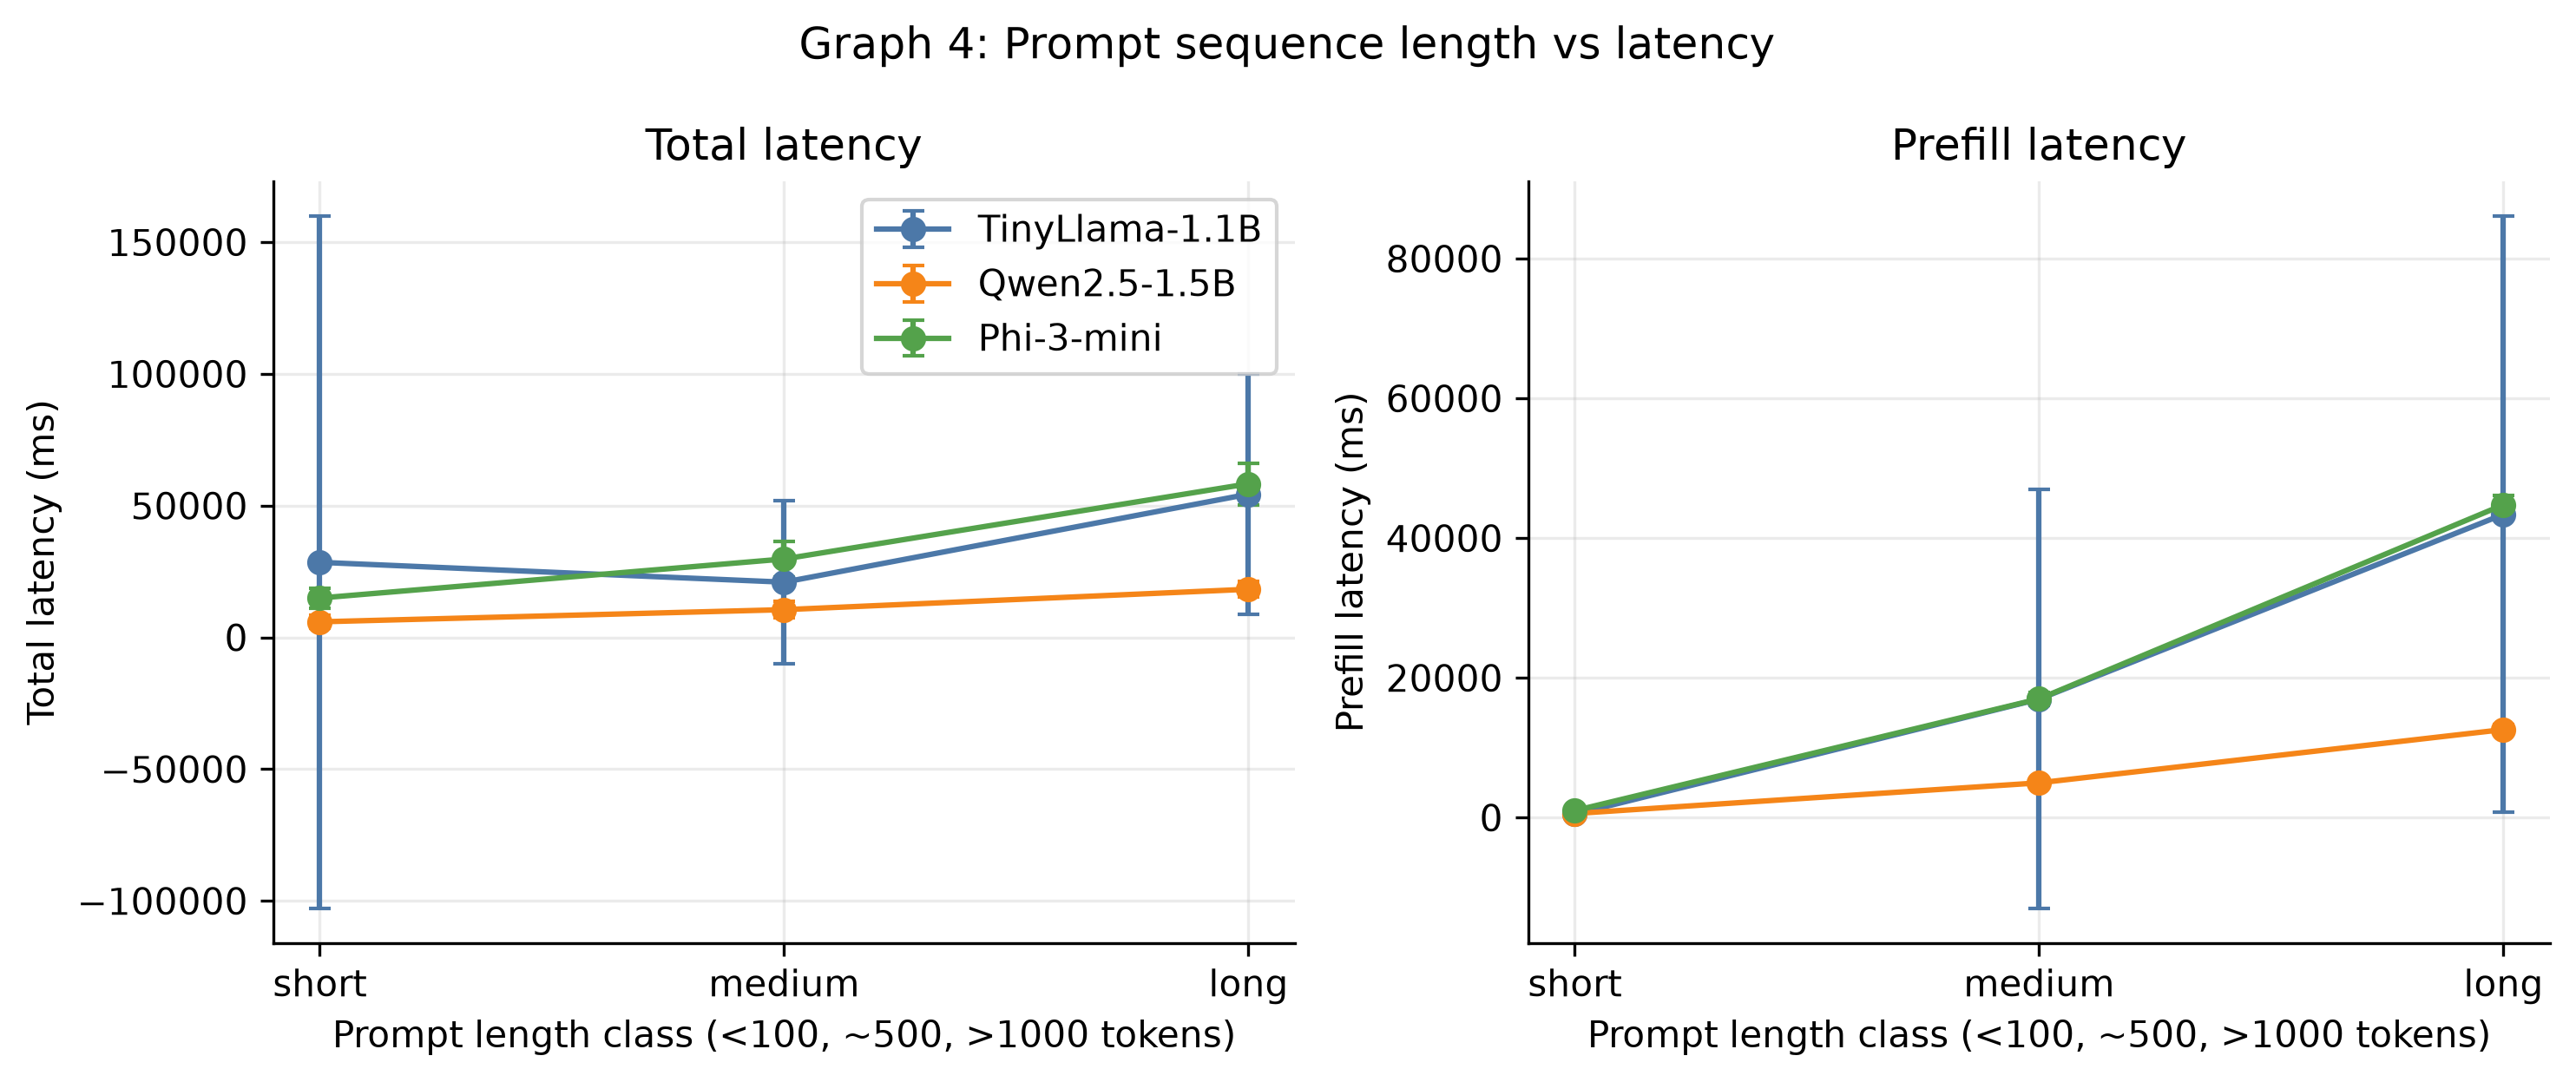 Graph 4: Prompt sequence length vs latency
Total latency
Total latency (ms)
150000
100000
50000
0
−50000
−100000
TinyLlama-1.1B
Qwen2.5-1.5B
Phi-3-mini
short medium long
Prompt length class (<100, ~500, >1000 tokens)
Prefill latency
Prefill latency (ms)
80000
60000
40000
20000
0
short medium long
Prompt length class (<100, ~500, >1000 tokens)